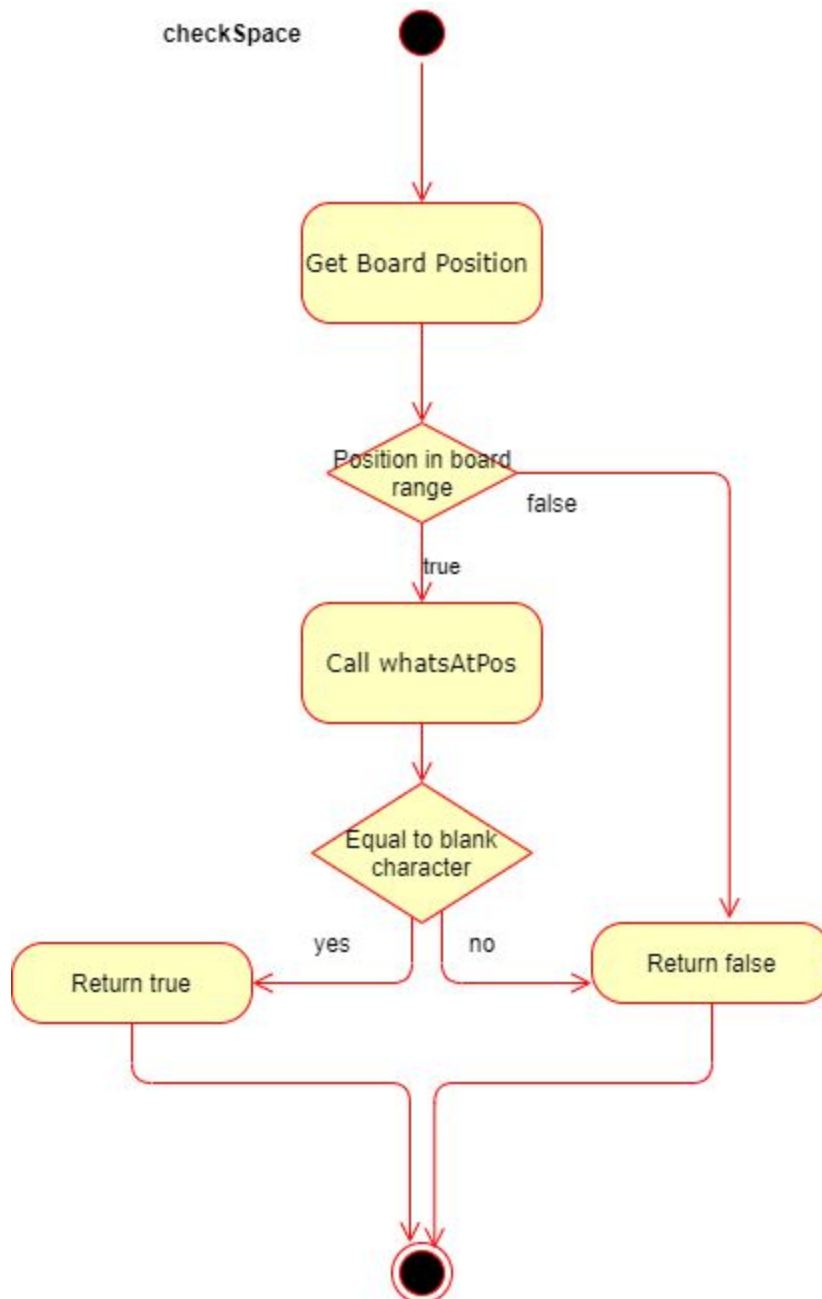 checkSpace
Get Board Position
Position in board
range
false
true
Call whatsAtPos
Equal to blank
character
yes
no
Return true
Return false